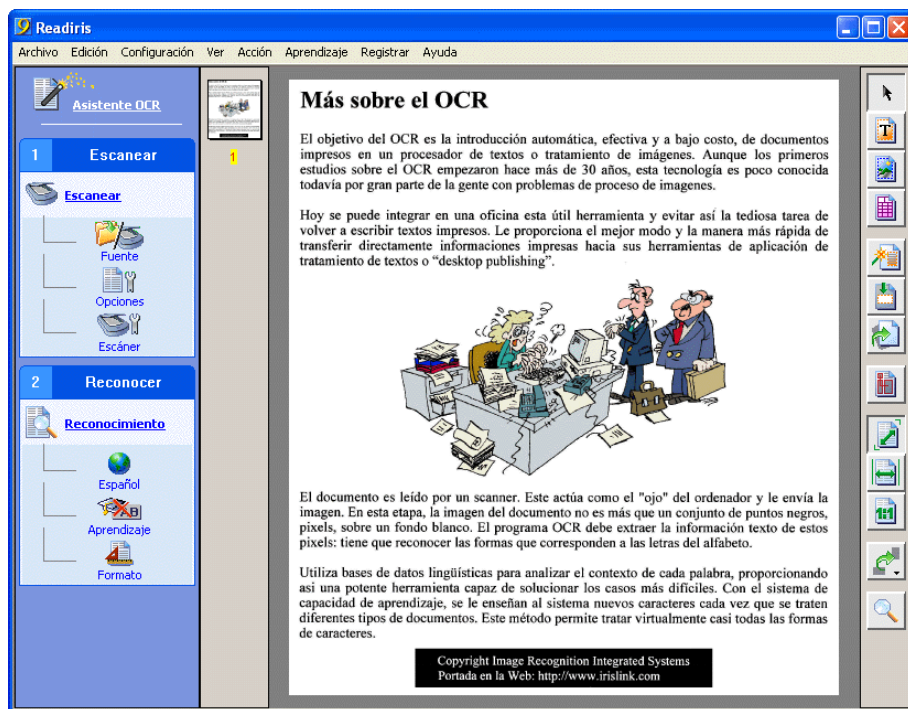 Readiris
Archivo Edición Configuración Ver Acción Aprendizaje Registrar Ayuda
Asistente OCR
1 Escanear
Escanear
Fuente
Opciones
Escáner
2 Reconocer
Reconocimiento
Español
Aprendizaje
Formato
1
Más sobre el OCR
El objetivo del OCR es la introducción automática, efectiva y a bajo costo, de documentos
impresos en un procesador de textos o tratamiento de imágenes. Aunque los primeros
estudios sobre el OCR empezaron hace más de 30 años, esta tecnología es poco conocida
todavía por gran parte de la gente con problemas de proceso de imagenes.
Hoy se puede integrar en una oficina esta útil herramienta y evitar así la tediosa tarea de
volver a escribir textos impresos. Le proporciona el mejor modo y la manera más rápida de
transferir directamente informaciones impresas hacia sus herramientas de aplicación de
tratamiento de textos o “desktop publishing”.
El documento es leído por un scanner. Este actúa como el "ojo" del ordenador y le envía la
imagen. En esta etapa, la imagen del documento no es más que un conjunto de puntos negros,
pixels, sobre un fondo blanco. El programa OCR debe extraer la información texto de estos
pixels: tiene que reconocer las formas que corresponden a las letras del alfabeto.
Utiliza bases de datos lingüísticas para analizar el contexto de cada palabra, proporcionando
asi una potente herramienta capaz de solucionar los casos más difíciles. Con el sistema de
capacidad de aprendizaje, se le enseñan al sistema nuevos caracteres cada vez que se traten
diferentes tipos de documentos. Este método permite tratar virtualmente casi todas las formas
de caracteres.
Copyright Image Recognition Integrated Systems
Portada en la Web: http://www.irislink.com
T
1:1